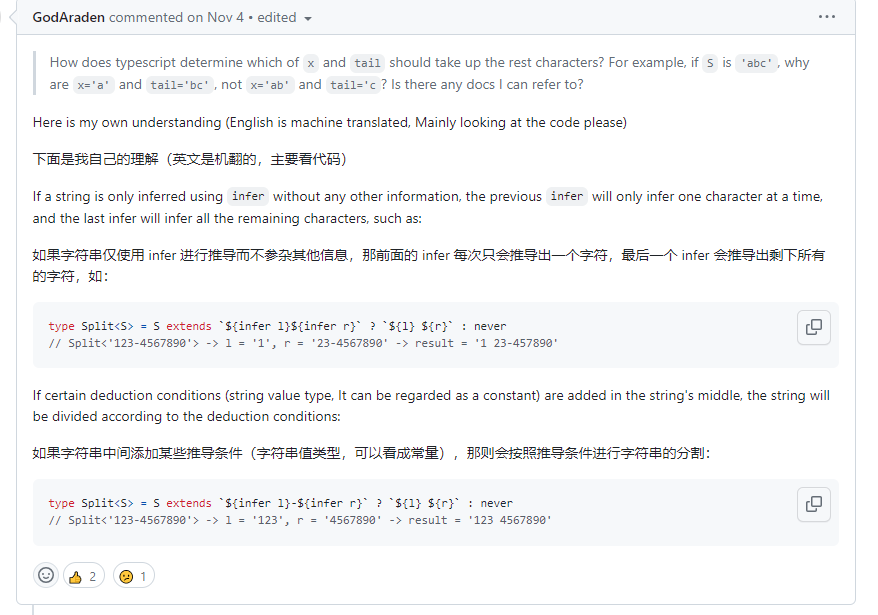 GodAraden commented on Nov 4 • edited
How does typescript determine which of x and tail should take up the rest characters? For example, if S is 'abc', why
are x='a' and tail='bc', not x='ab' and tail='c? Is there any docs I can refer to?
Here is my own understanding (English is machine translated, Mainly looking at the code please)
下面是我自己的理解（英文是机翻的，主要看代码）
If a string is only inferred using infer without any other information, the previous infer will only infer one character at a time,
and the last infer will infer all the remaining characters, such as:
如果字符串仅使用 infer 进行推导而不参杂其他信息，那前面的 infer 每次只会推导出一个字符，最后一个 infer 会推导出剩下所有
的字符，如：
type Split<S> = S extends `${infer l}${infer r}` ? `${l} ${r}` : never
// Split<'123-4567890'> -> l = '1', r = '23-4567890' -> result = '1 23-457890'
If certain deduction conditions (string value type, It can be regarded as a constant) are added in the string's middle, the string will
be divided according to the deduction conditions:
如果字符串中间添加某些推导条件（字符串值类型，可以看成常量），那则会按照推导条件进行字符串的分割：
type Split<S> = S extends `${infer l}-${infer r}` ? `${l} ${r}` : never
// Split<'123-4567890'> -> l = '123', r = '4567890' -> result = '123 4567890'
2 1